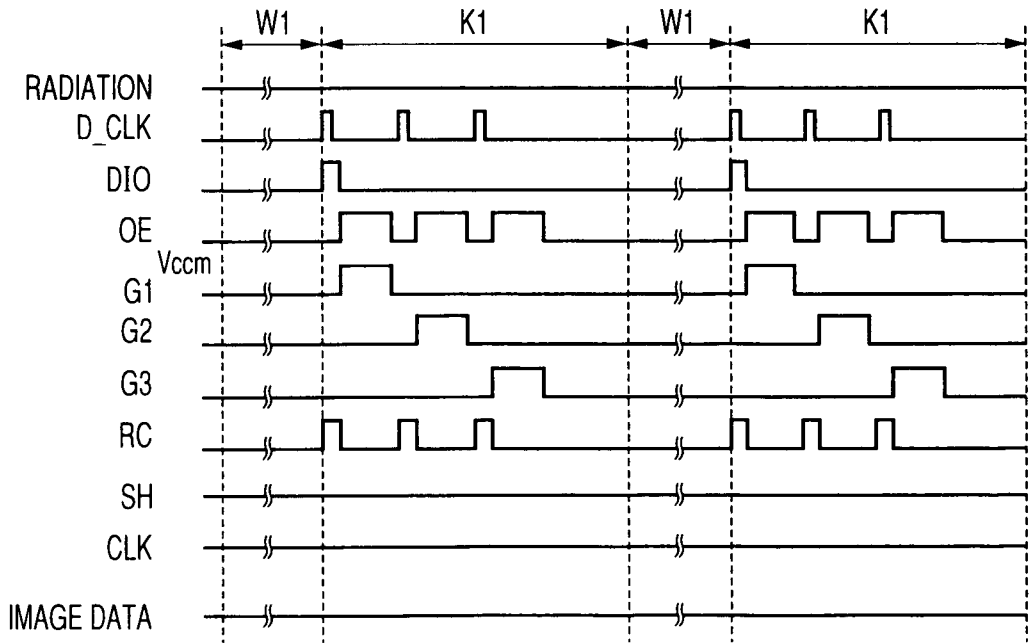 W1 K1 W1 K1
RADIATION
D_CLK
DIO
OE
Vccm
G1
G2
G3
RC
SH
CLK
IMAGE DATA